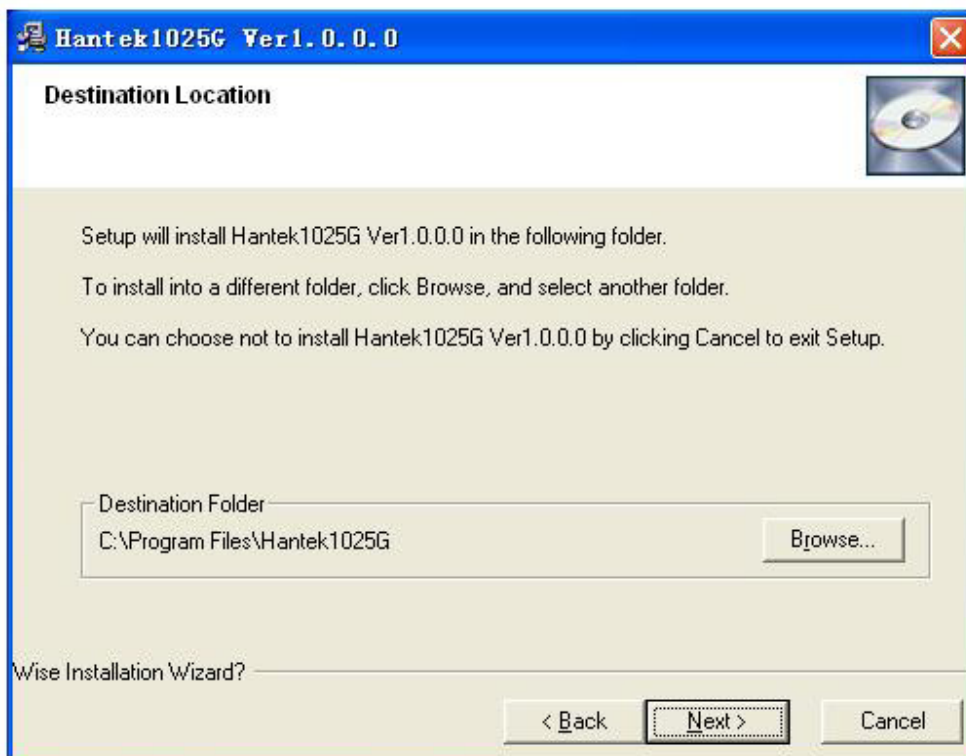 Hantek1025G Ver1.0.0.0
Destination Location
Setup will install Hantek1025G Ver1.0.0.0 in the following folder.
To install into a different folder, click Browse, and select another folder.
You can choose not to install Hantek1025G Ver1.0.0.0 by clicking Cancel to exit Setup.
Destination Folder
C:\Program Files\Hantek1025G
Browse...
Wise Installation Wizard?
< Back
Next >
Cancel